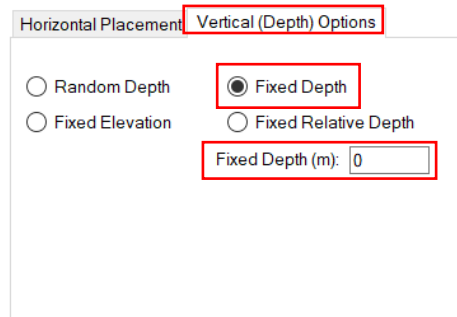 Horizontal Placement Vertical (Depth) Options
Random Depth Fixed Depth
Fixed Elevation Fixed Relative Depth
Fixed Depth (m): 0